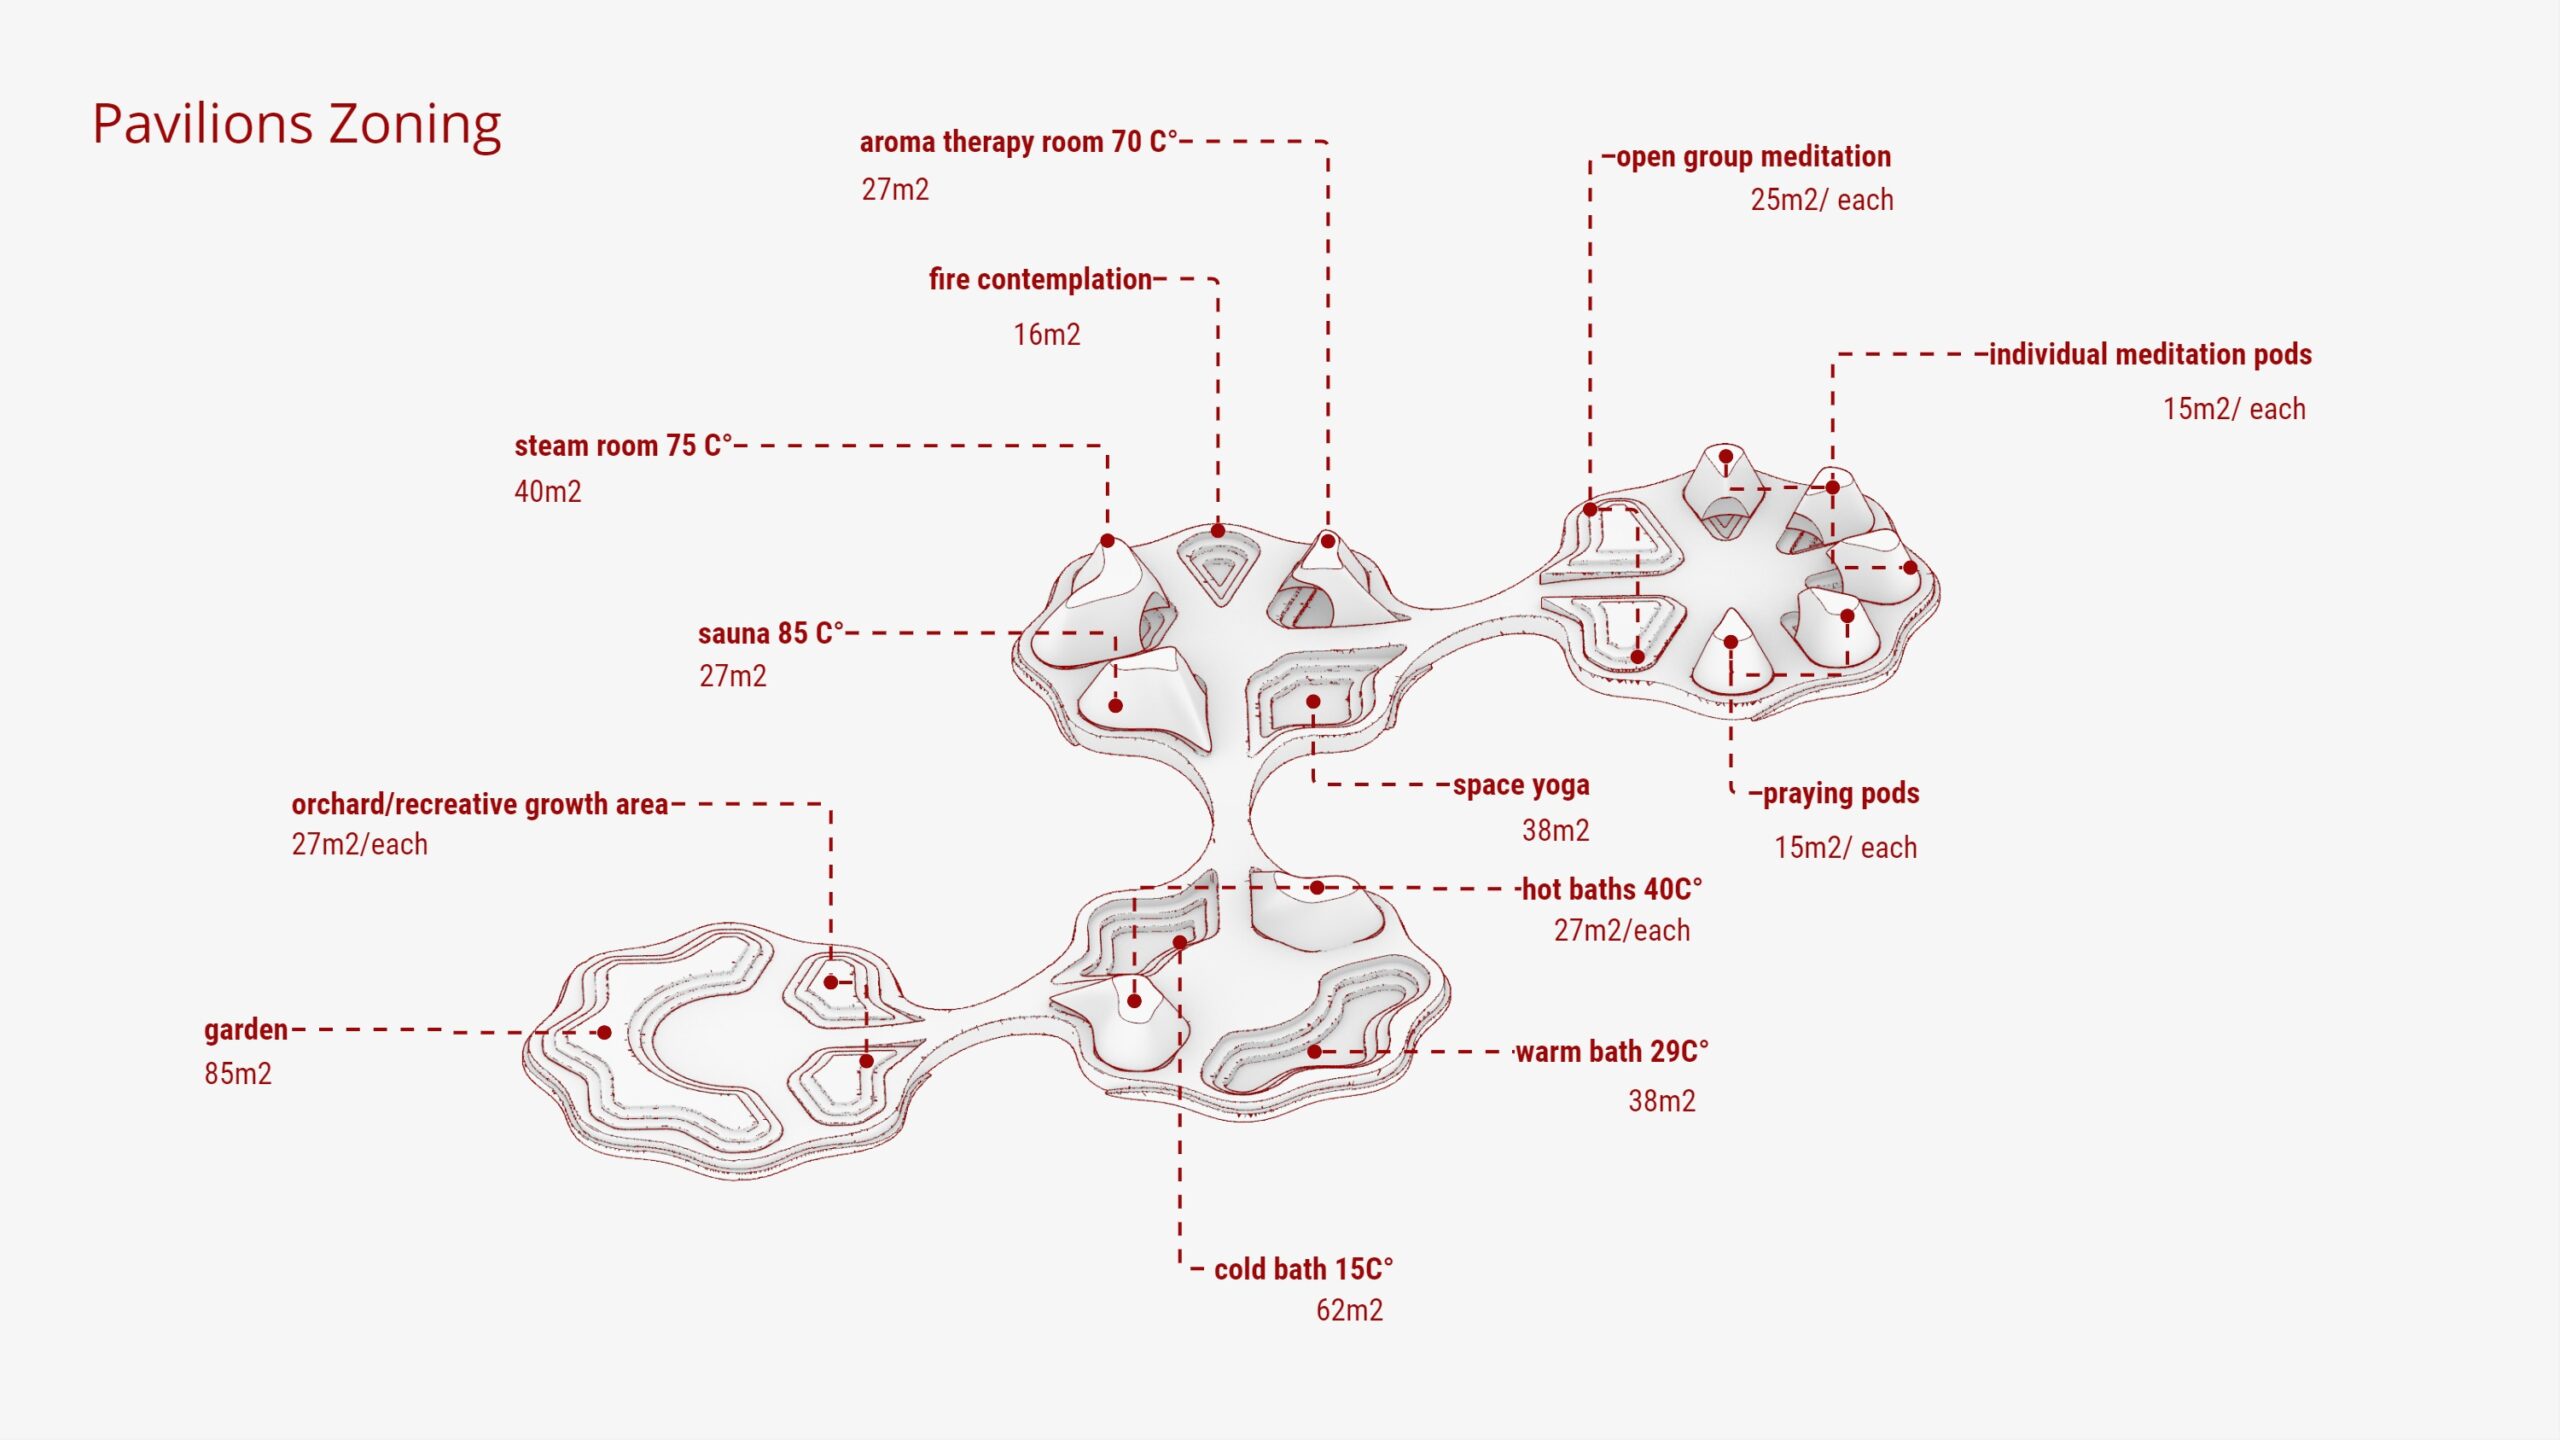 Pavilions Zoning
aroma therapy room 70 C°
27m2
open group meditation
25m2/ each
fire contemplation
16m2
individual meditation pods
15m2/ each
steam room 75 C°
40m2
sauna 85 C°
27m2
space yoga
38m2
praying pods
15m2/ each
orchard/recreative growth area
27m2/each
hot baths 40C°
27m2/each
garden
85m2
warm bath 29C°
38m2
cold bath 15C°
62m2